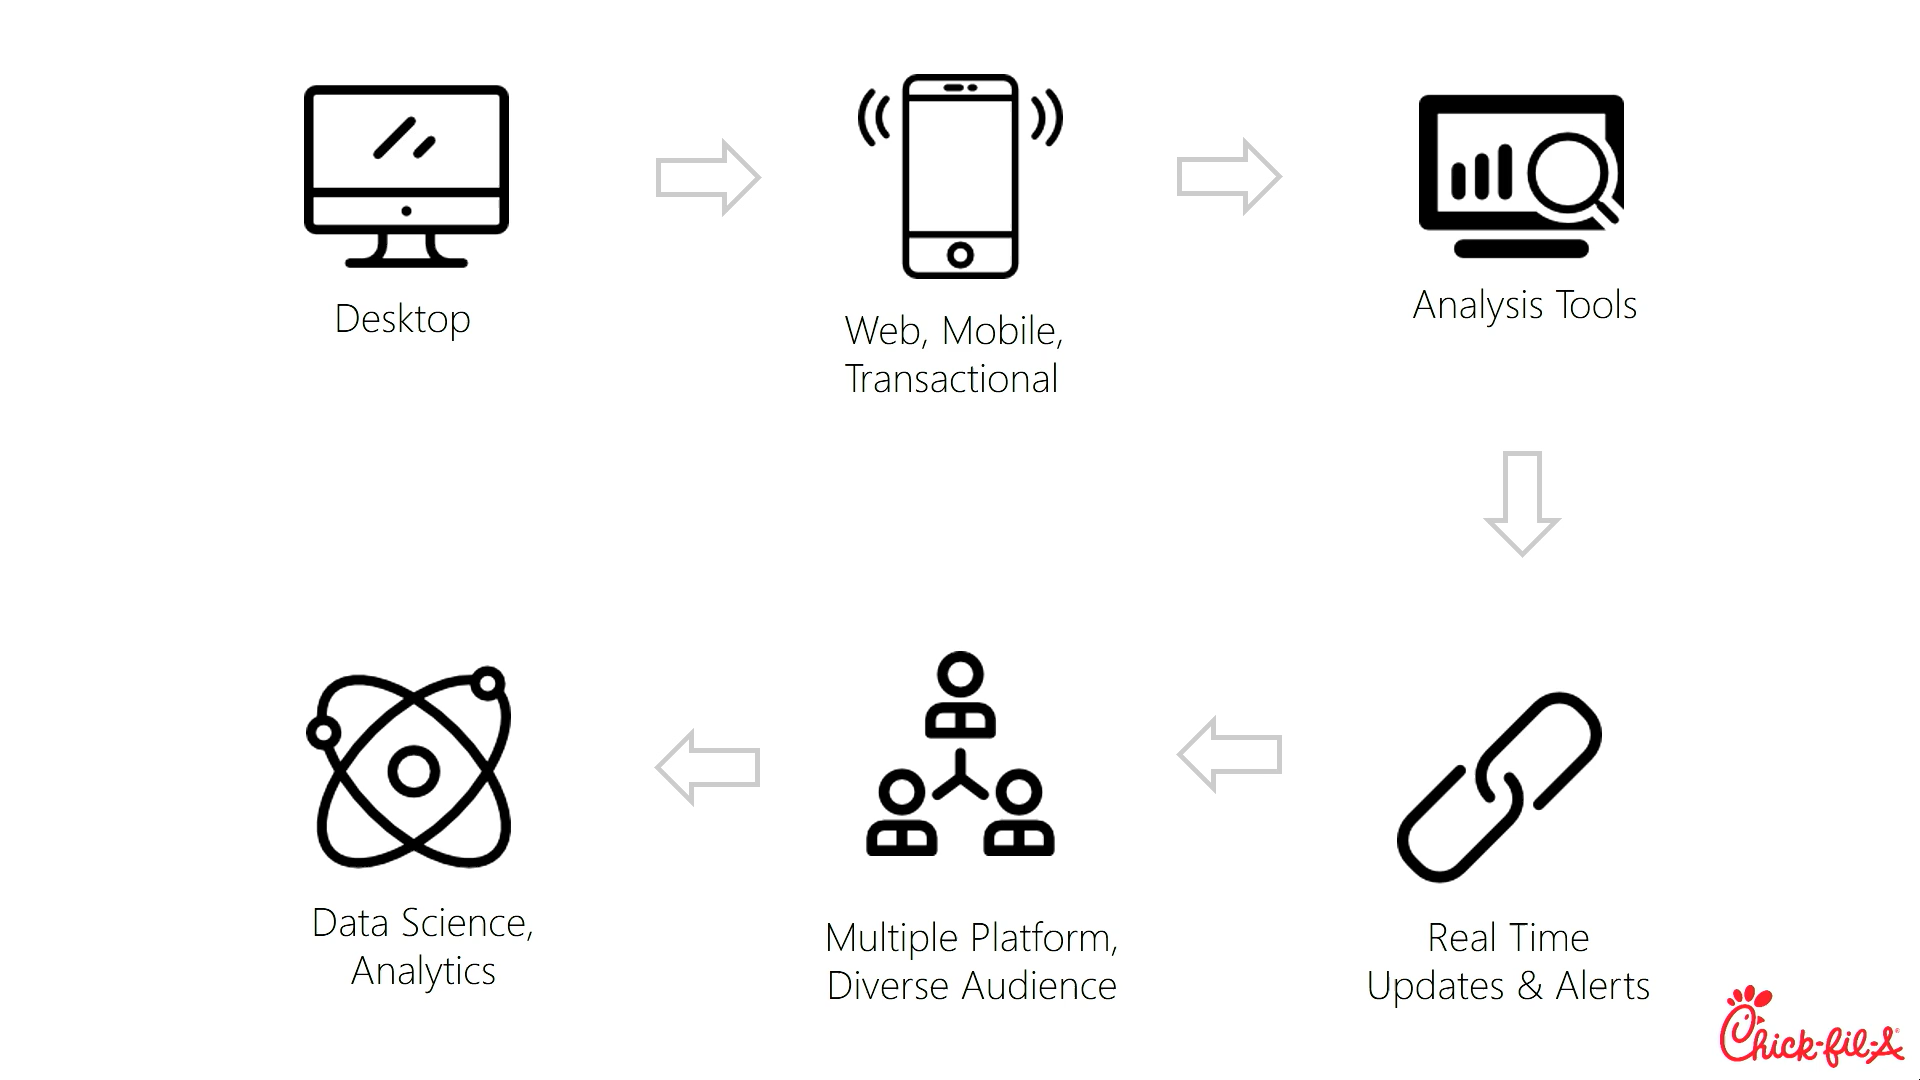 Desktop
Web, Mobile,
Transactional
Analysis Tools
Data Science,
Analytics
Multiple Platform,
Diverse Audience
Real Time
Updates & Alerts
Chick-fil-A